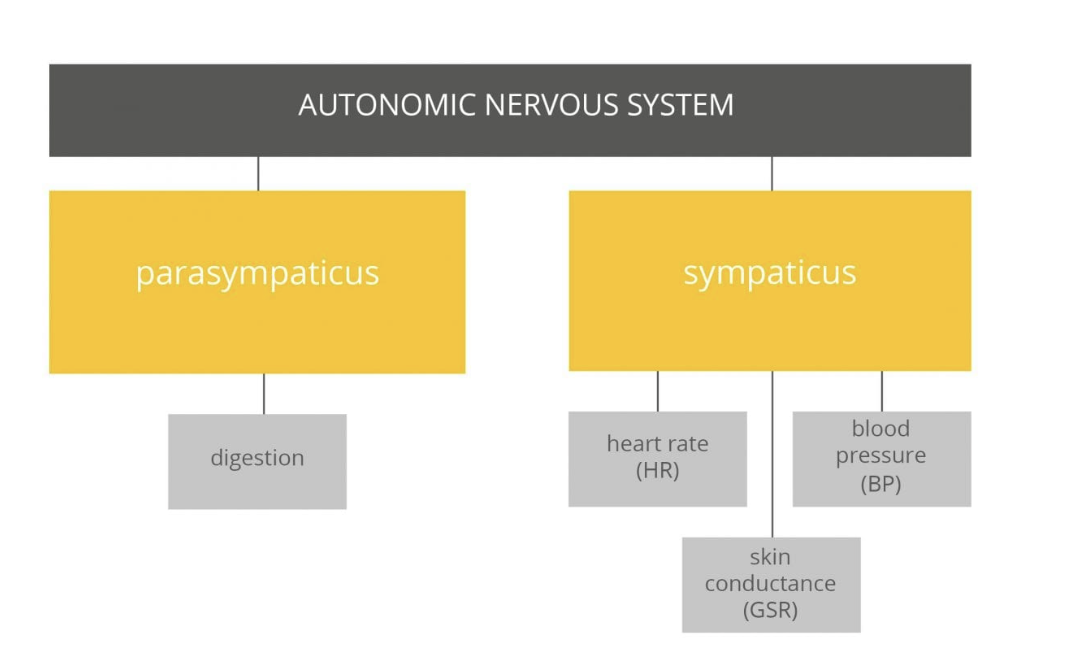 AUTONOMIC NERVOUS SYSTEM
parasympaticus
sympaticus
digestion
heart rate
(HR)
blood
pressure
(BP)
skin
conductance
(GSR)